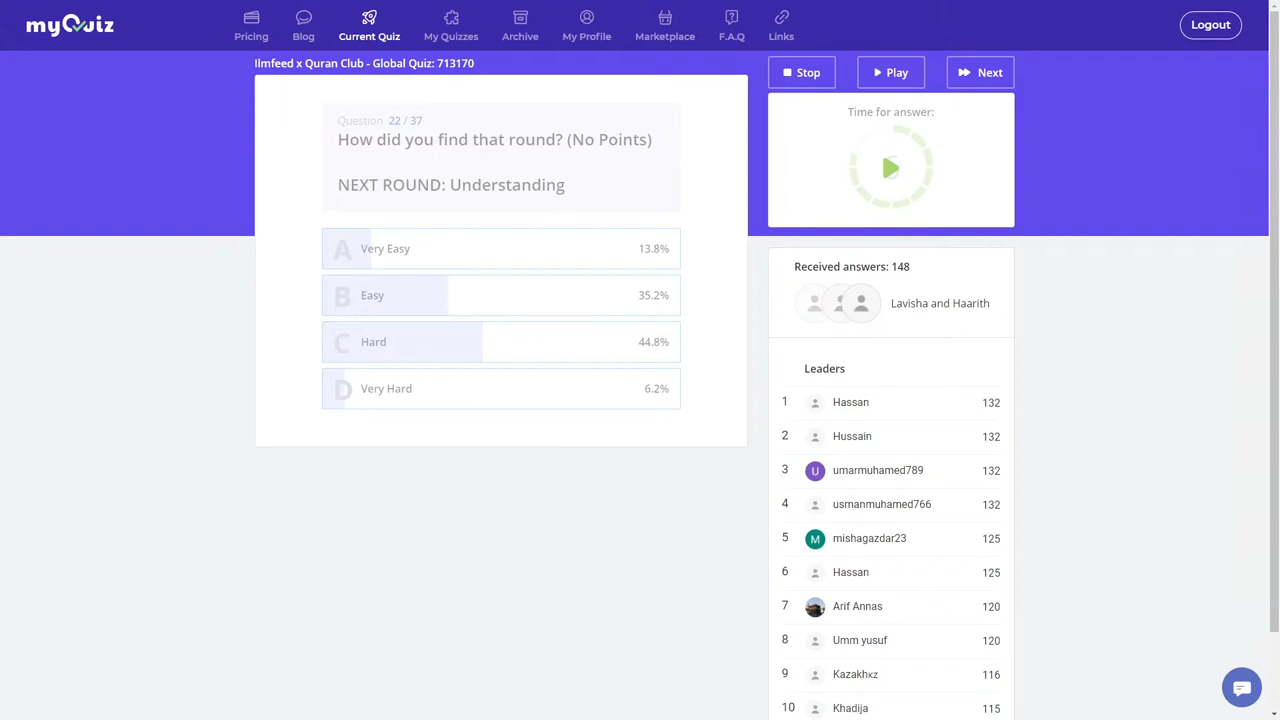 myQuiz
Pricing
Blog
Current Quiz
My Quizzes
Archive
My Profile
Marketplace
F.A.Q
Links
Logout
Ilmfeed x Quran Club - Global Quiz: 713170
Stop
Play
Next
Question 22 / 37
How did you find that round? (No Points)
NEXT ROUND: Understanding
A Very Easy 13.8%
B Easy 35.2%
C Hard 44.8%
D Very Hard 6.2%
Time for answer:
Received answers: 148
Lavisha and Haarith
Leaders
1 Hassan 132
2 Hussain 132
3 U umarmuhamed789 132
4 usmanmuhamed766 132
5 M mishagazdar23 125
6 Hassan 125
7 Arif Annas 120
8 Umm yusuf 120
9 Kazakhкz 116
10 Khadija 115